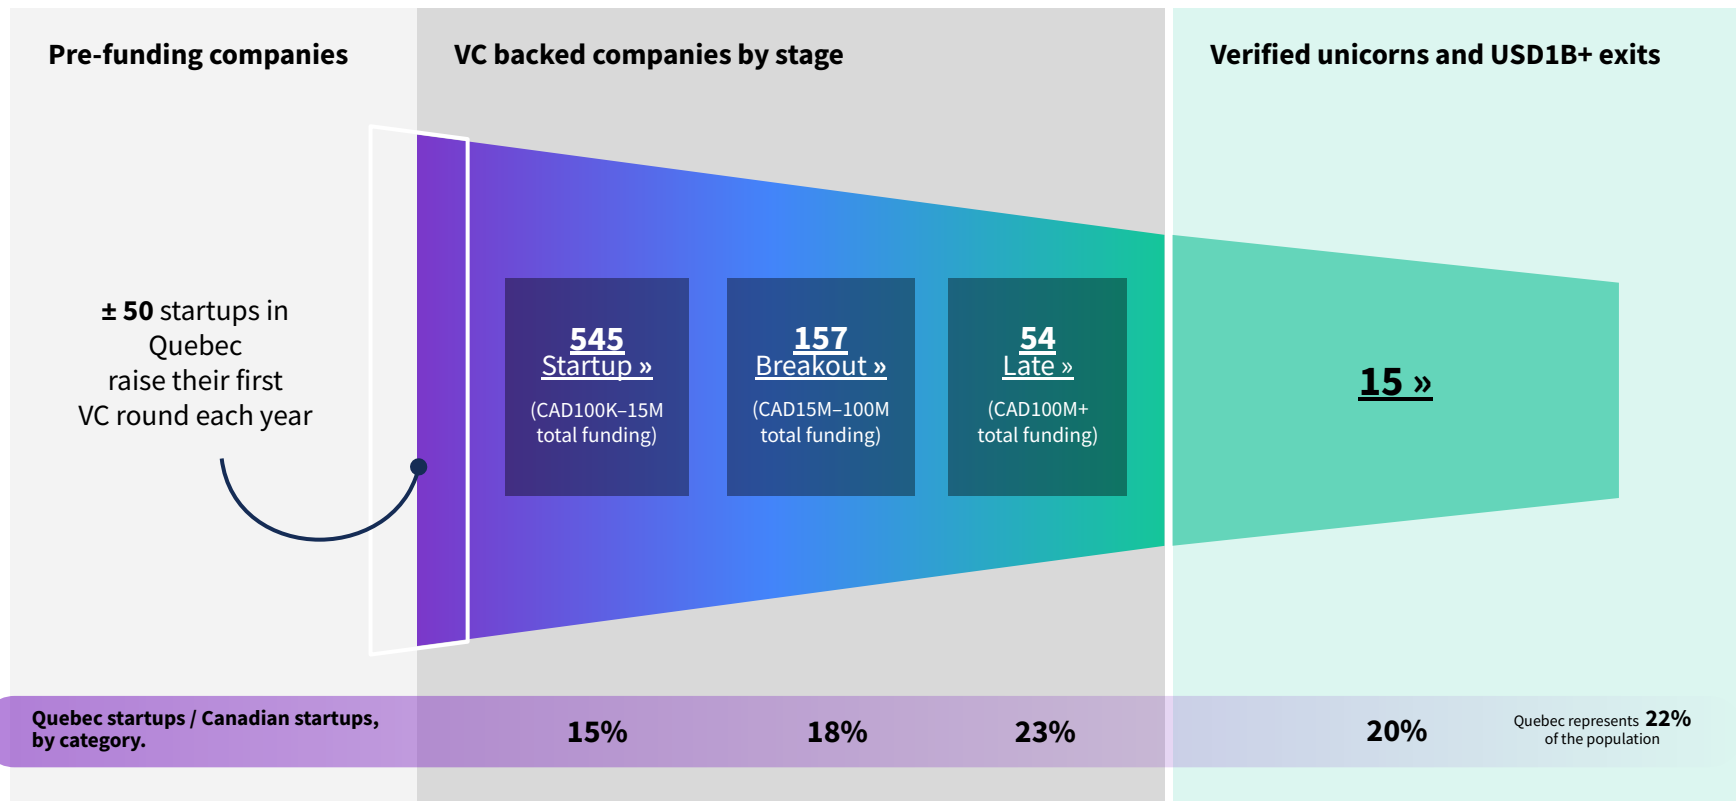 Pre-funding companies
VC backed companies by stage
Verified unicorns and USD1B+ exits
± 50 startups in
Quebec
raise their first
VC round each year
545
Startup »
(CAD100K–15M
total funding)
157
Breakout »
(CAD15M–100M
total funding)
54
Late »
(CAD100M+
total funding)
15 »
Quebec startups / Canadian startups,
by category.
15%
18%
23%
20%
Quebec represents 22%
of the population